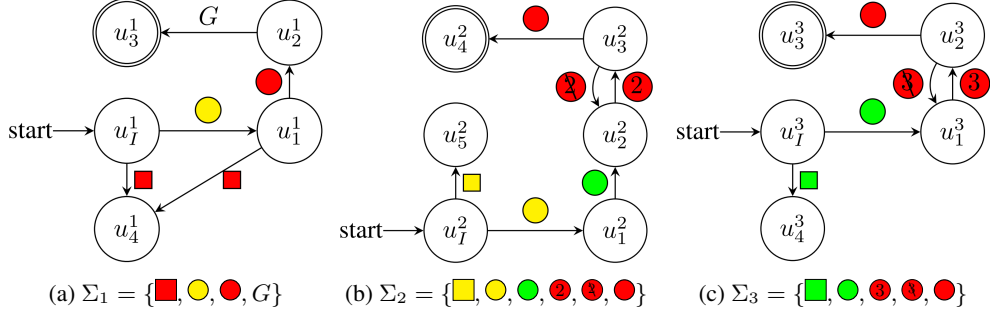 u_3^1 G u_2^1
start u_I^1 u_1^1
u_4^1
(a) Σ_1 = {🟥, 🟡, 🔴, G}
u_4^2 u_3^2
2 2
u_5^2 u_2^2
start u_I^2 u_1^2
(b) Σ_2 = {🟨, 🟡, 🟢, 2, 2̸, 🔴}
u_3^3 u_2^3
3 3
start u_I^3 u_1^3
u_4^3
(c) Σ_3 = {🟩, 🟢, 3, 3̸, 🔴}